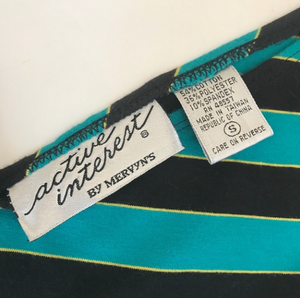 active
interest®
BY MERVYN'S
54% COTTON
36% POLYESTER
10% SPANDEX
RN 48557
MADE IN TAIWAN
REPUBLIC OF CHINA
S
CARE ON REVERSE